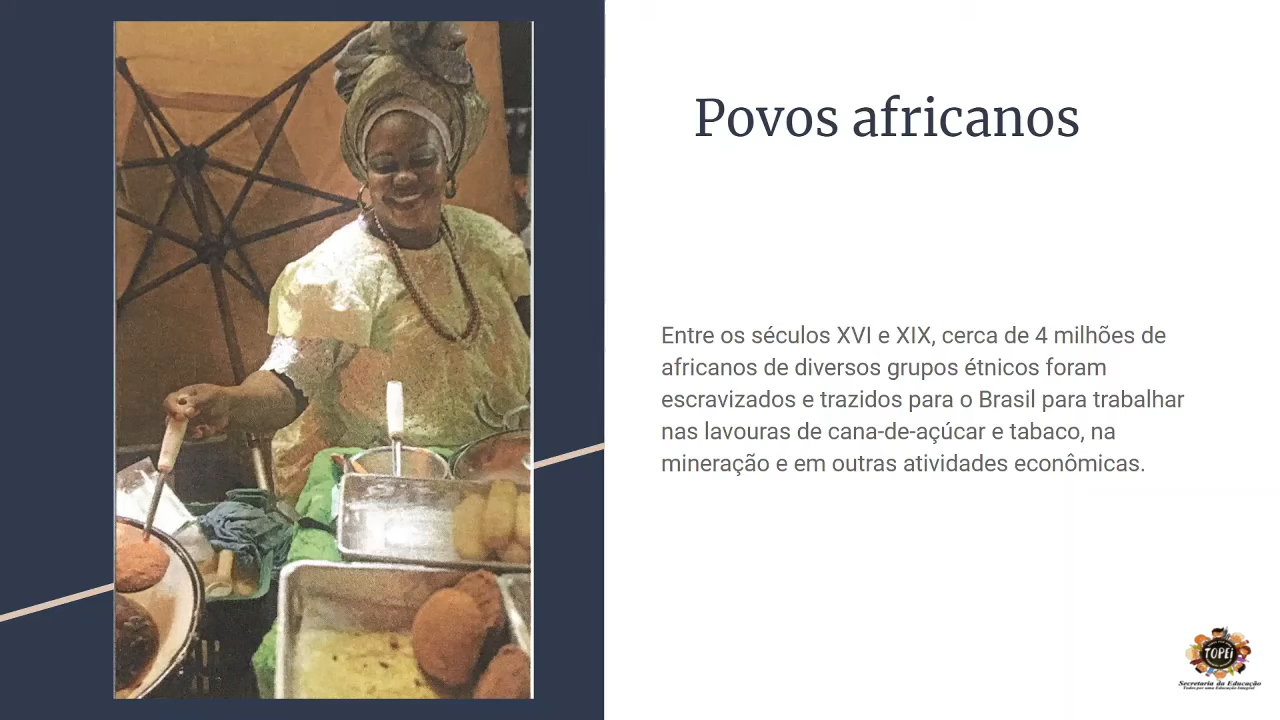 Povos africanos
Entre os séculos XVI e XIX, cerca de 4 milhões de
africanos de diversos grupos étnicos foram
escravizados e trazidos para o Brasil para trabalhar
nas lavouras de cana-de-açúcar e tabaco, na
mineração e em outras atividades econômicas.
TOPEi
Secretaria da Educação
Todos por uma Educação Integral